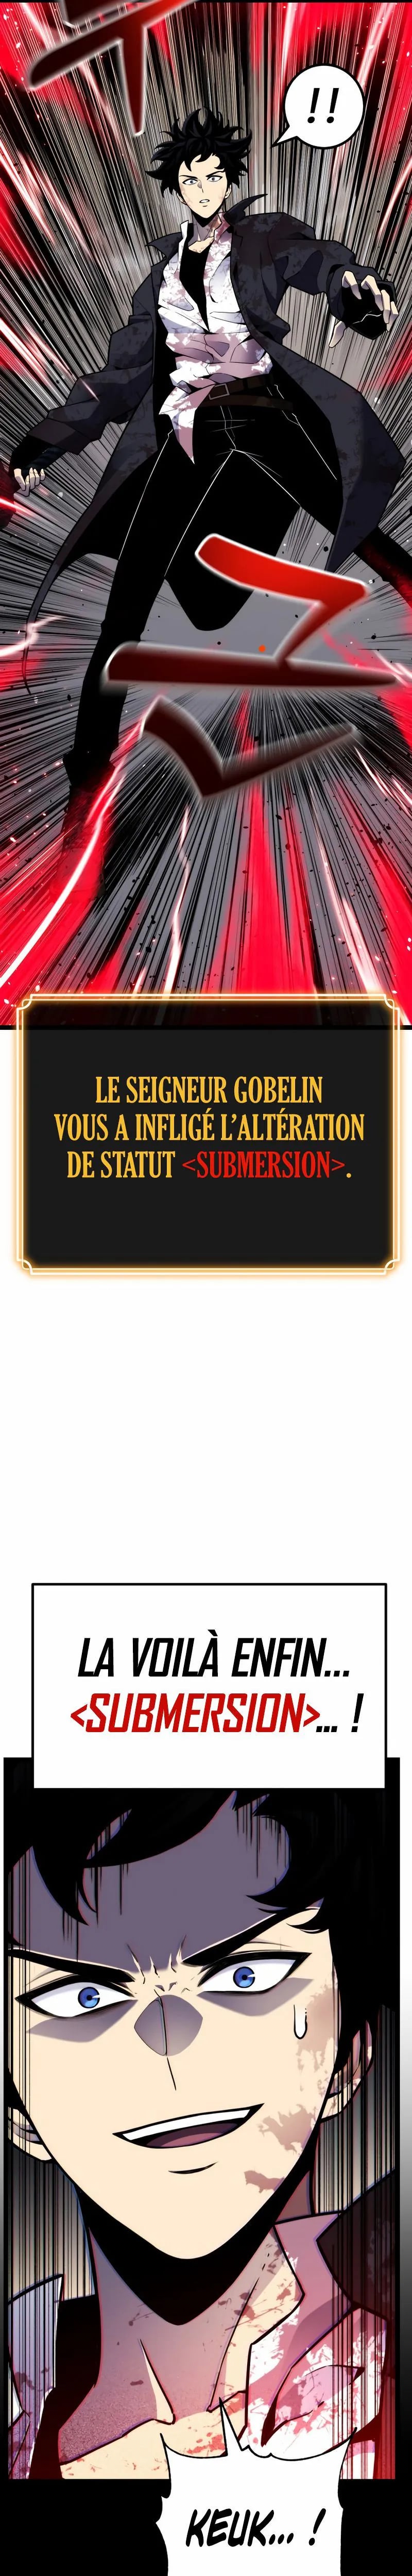 !!
LE SEIGNEUR GOBELIN
VOUS A INFLIGÉ L'ALTÉRATION
DE STATUT <SUBMERSION>.
LA VOILÀ ENFIN...
<SUBMERSION>... !
KEUK... !